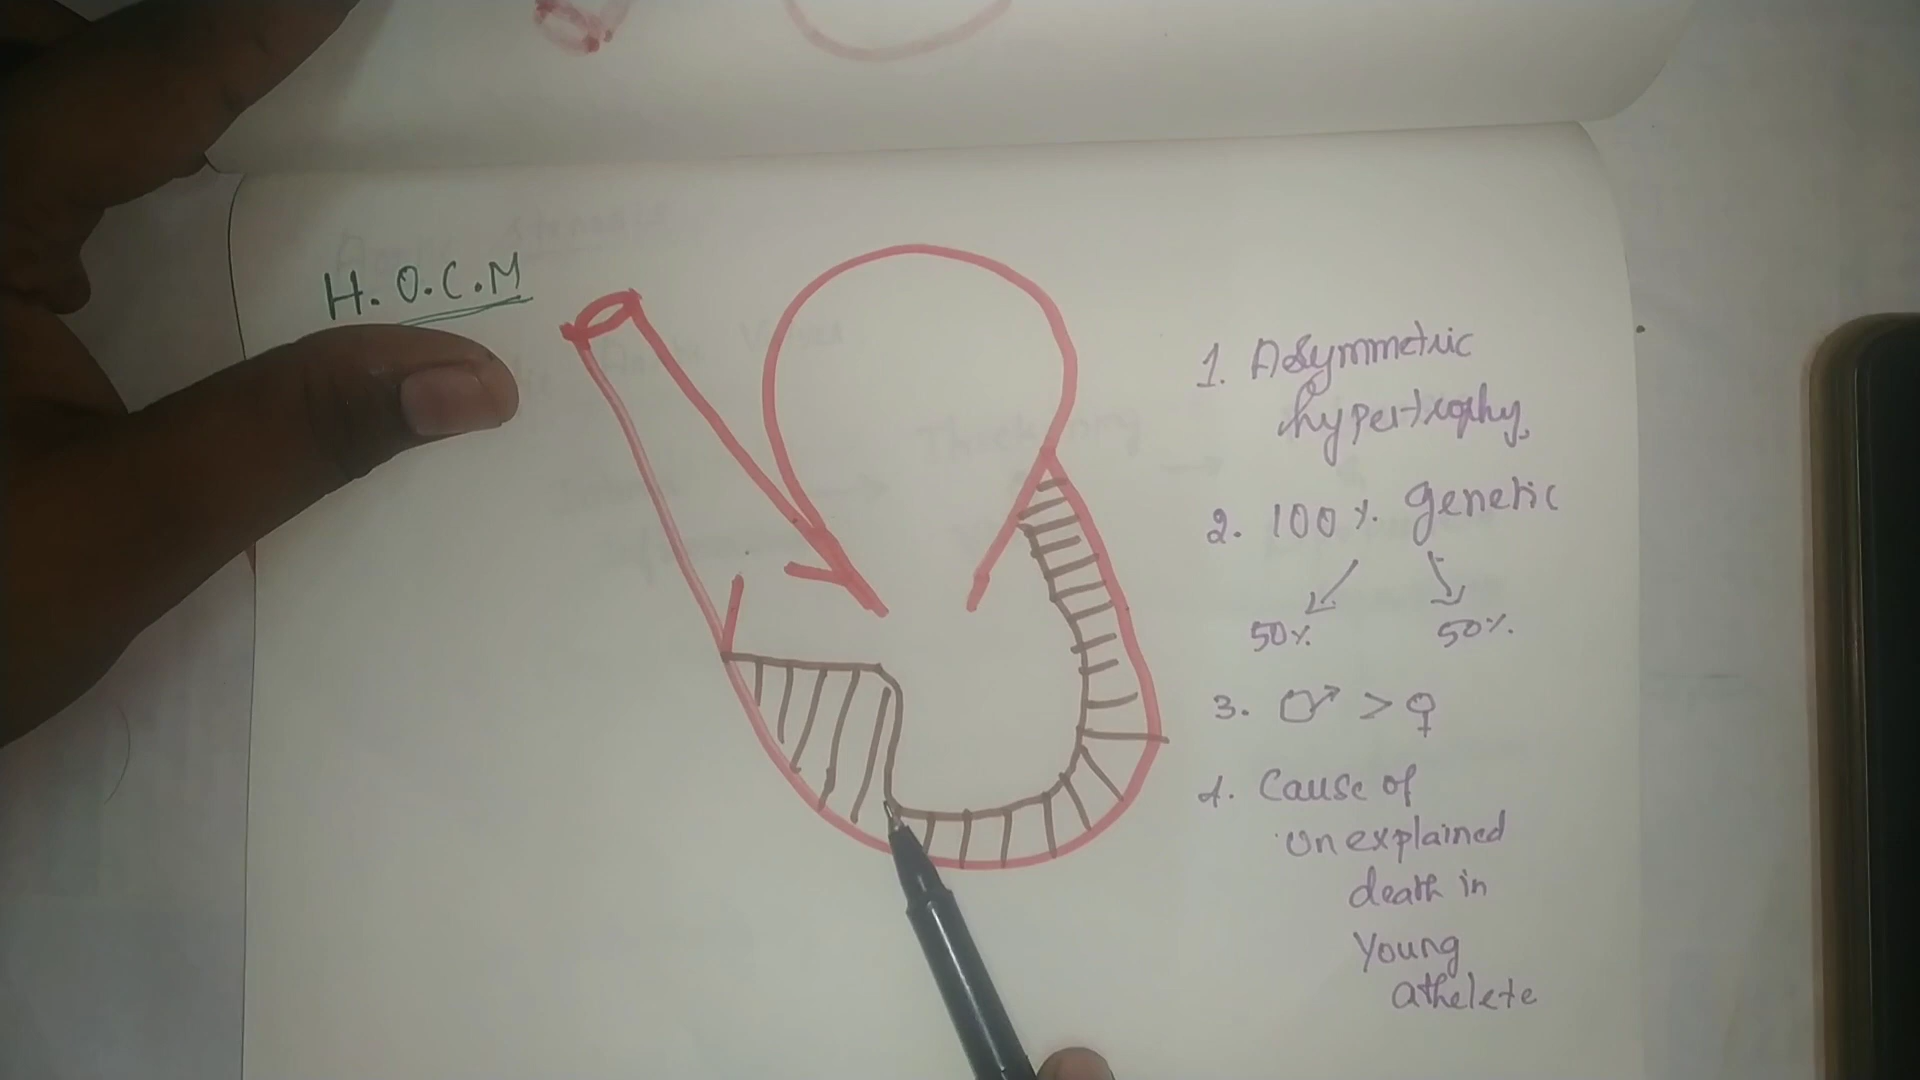 H.O.C.M
1. Asymmetric
hypertrophy.
2. 100%. genetic
50%. 50%.
3. ♂ > ♀
4. Cause of
Unexplained
death in
Young
athelete